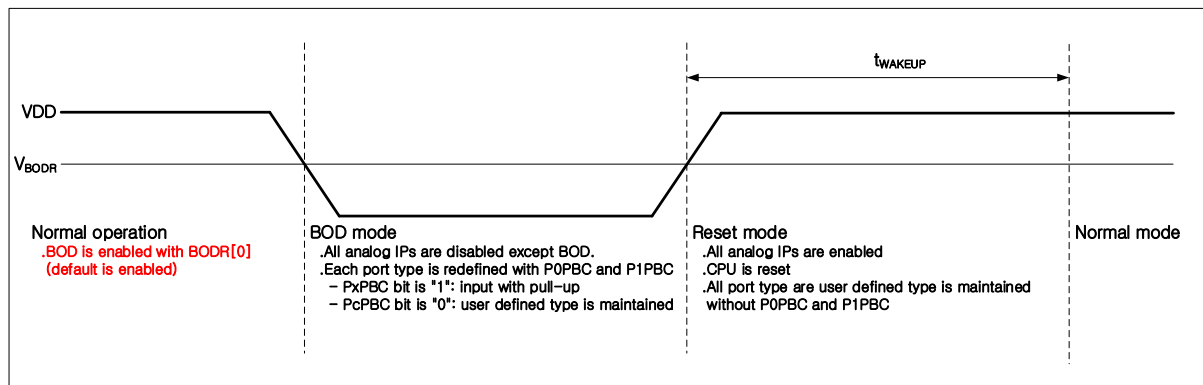 tWAKEUP
VDD
VBODR
Normal operation
.BOD is enabled with BODR[0]
(default is enabled)
BOD mode
.All analog IPs are disabled except BOD.
.Each port type is redefined with P0PBC and P1PBC
- PxPBC bit is "1": input with pull-up
- PcPBC bit is "0": user defined type is maintained
Reset mode
.All analog IPs are enabled
.CPU is reset
.All port type are user defined type is maintained
without P0PBC and P1PBC
Normal mode